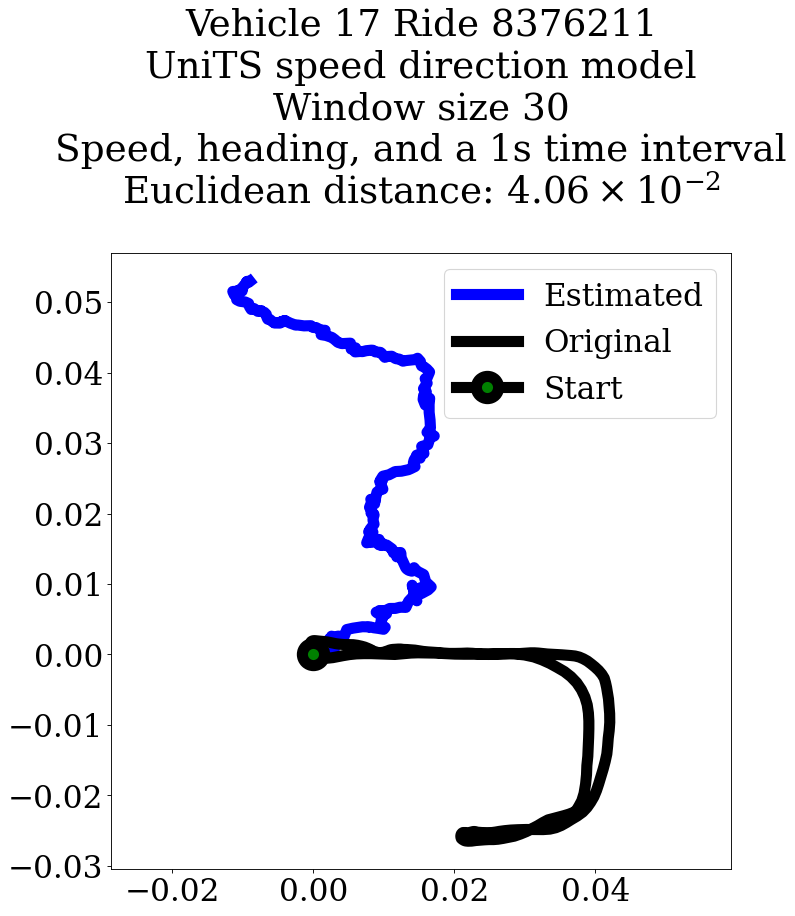 Vehicle 17 Ride 8376211
UniTS speed direction model
Window size 30
Speed, heading, and a 1s time interval
Euclidean distance: 4.06 × 10⁻²
Estimated
Original
Start
0.05
0.04
0.03
0.02
0.01
0.00
−0.01
−0.02
−0.03
−0.02 0.00 0.02 0.04